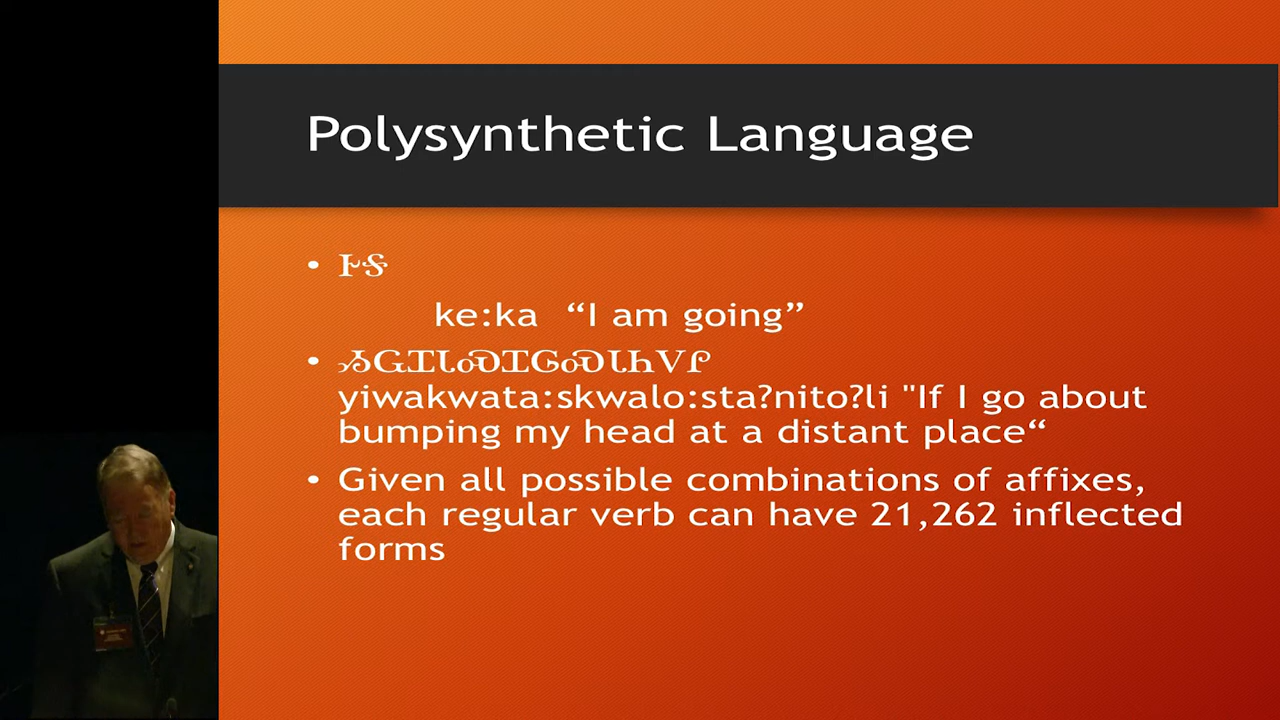 Polysynthetic Language
• ᎨᎦ
ke:ka “I am going”
• ᏱᏩᏆᏔᏍᏆᎶᏍᏔᏂᏙᎵ
yiwakwata:skwalo:sta?nito?li "If I go about
bumping my head at a distant place“
• Given all possible combinations of affixes,
each regular verb can have 21,262 inflected
forms